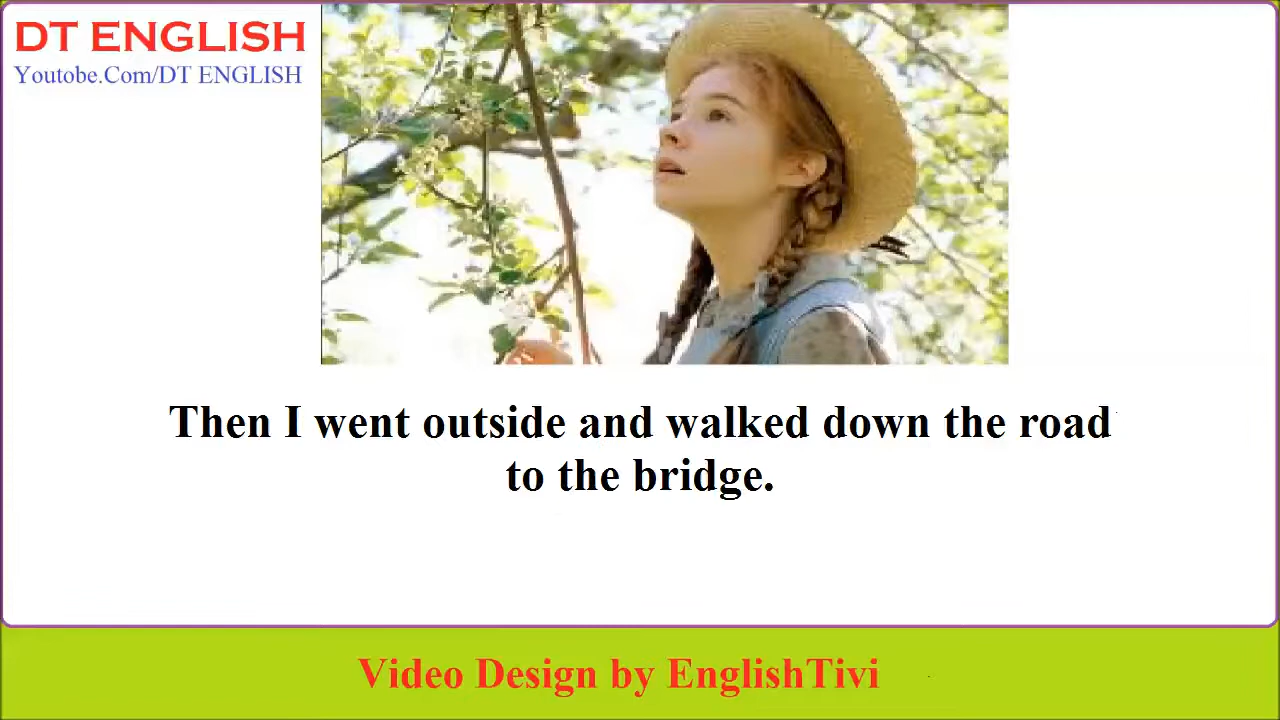 DT ENGLISH
Youtobe.Com/DT ENGLISH
Then I went outside and walked down the road
to the bridge.
Video Design by EnglishTivi